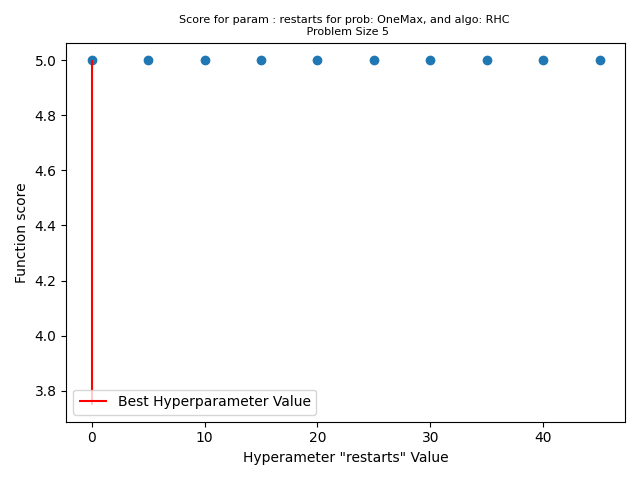 Score for param : restarts for prob: OneMax, and algo: RHC
Problem Size 5
5.0
4.8
4.6
4.4
4.2
4.0
3.8
Function score
Best Hyperparameter Value
0
10
20
30
40
Hyperameter "restarts" Value